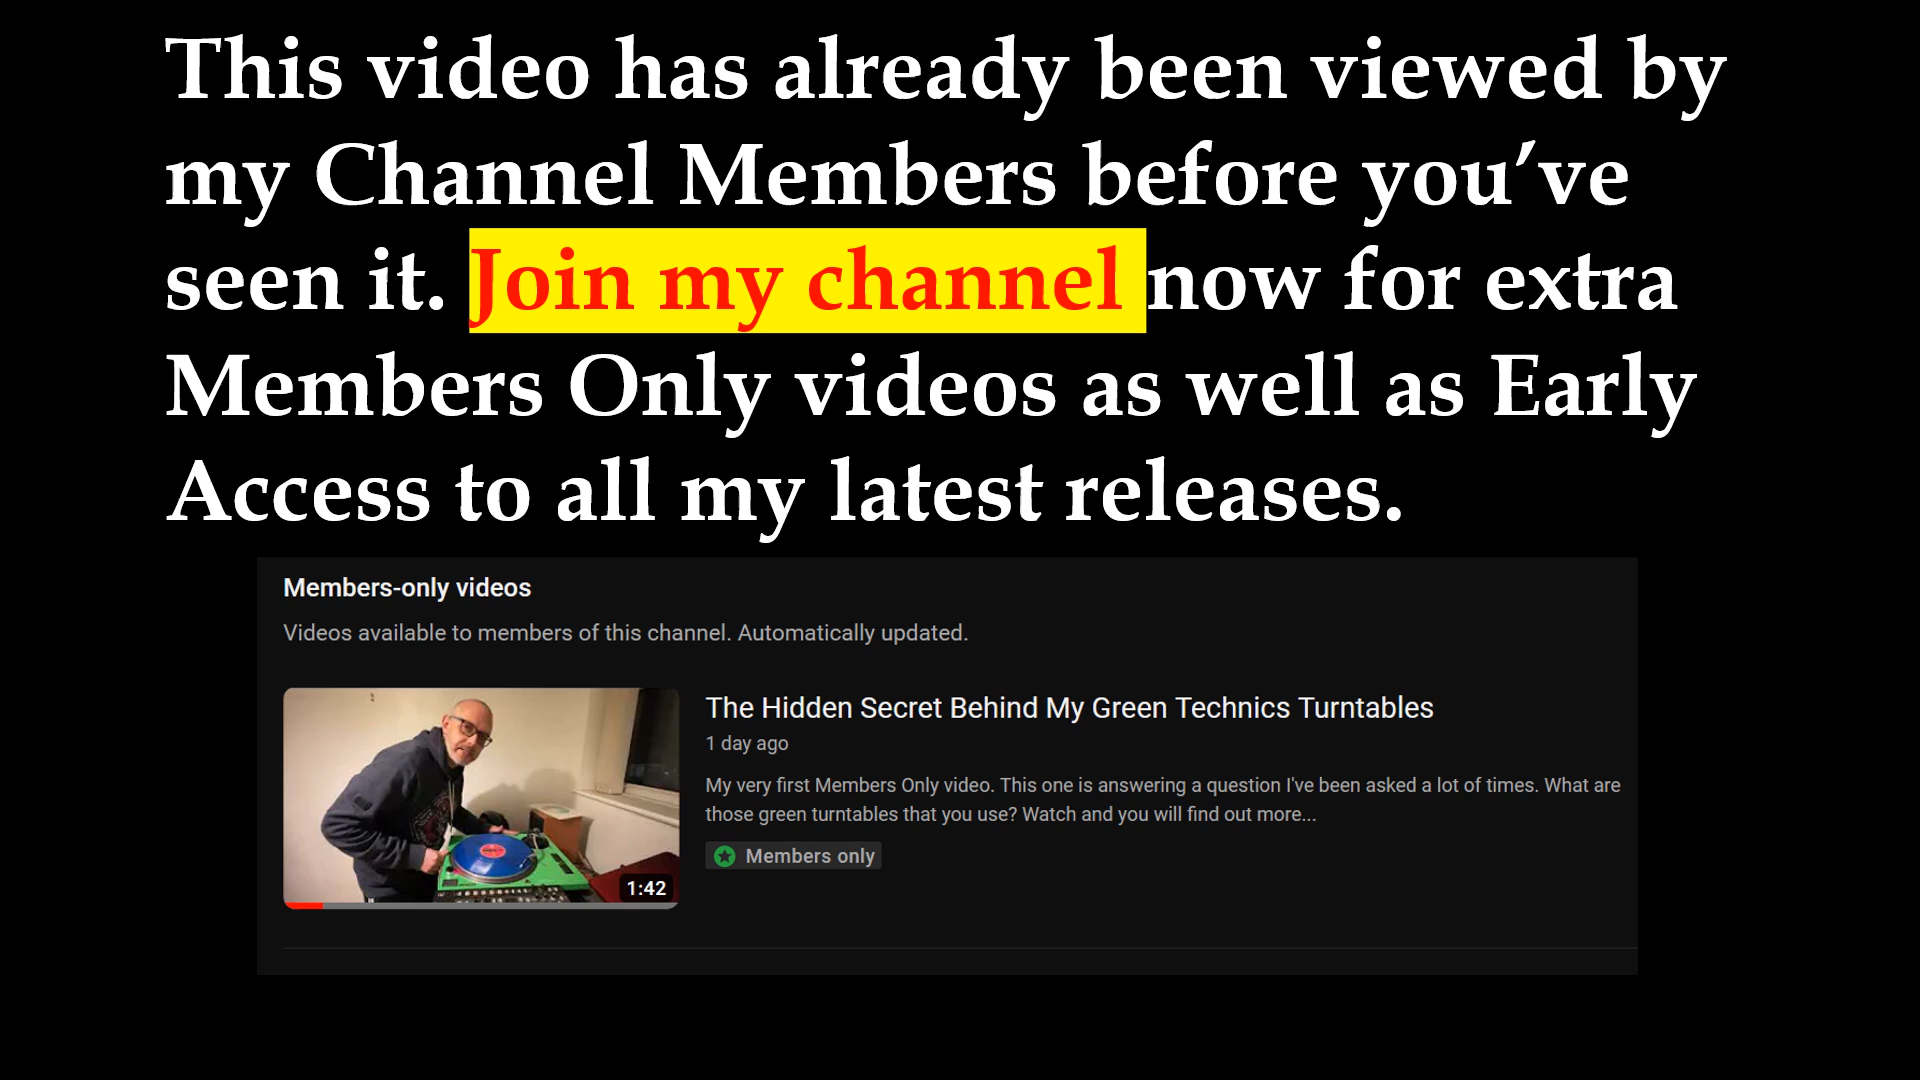 This video has already been viewed by
my Channel Members before you’ve
seen it. Join my channel now for extra
Members Only videos as well as Early
Access to all my latest releases.
Members-only videos
Videos available to members of this channel. Automatically updated.
The Hidden Secret Behind My Green Technics Turntables
1 day ago
My very first Members Only video. This one is answering a question I've been asked a lot of times. What are
those green turntables that you use? Watch and you will find out more...
Members only
1:42